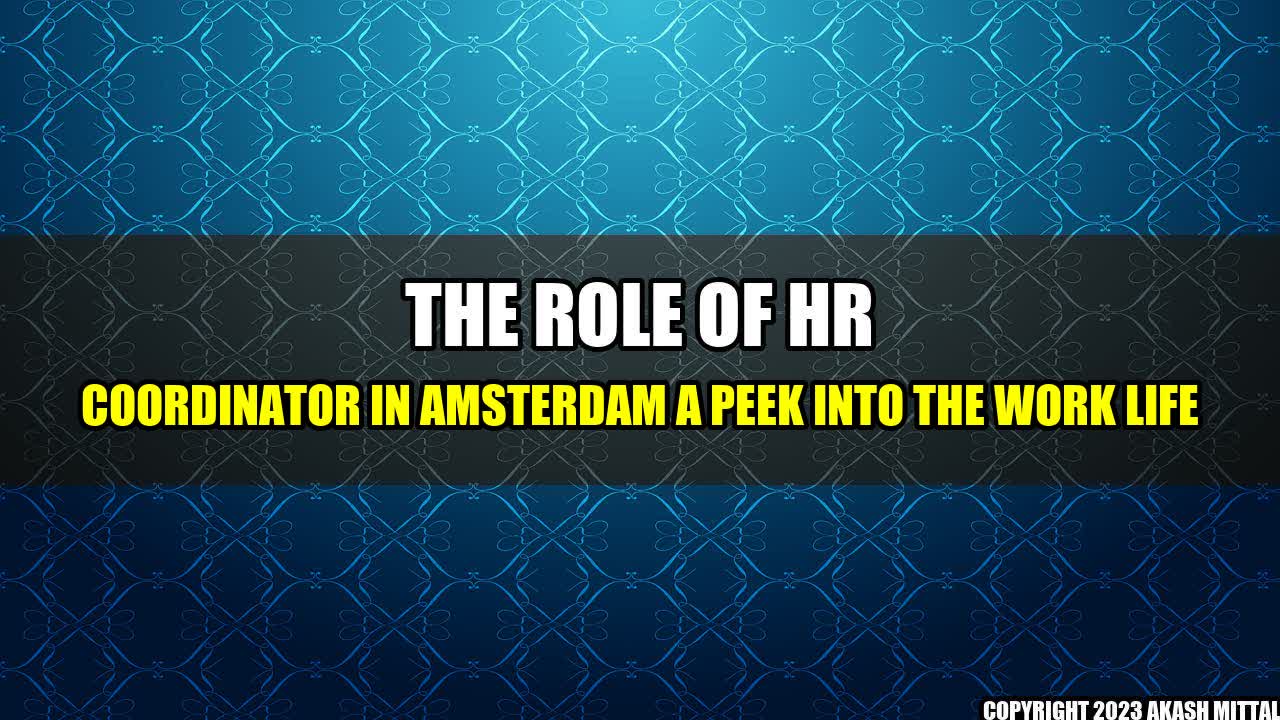 THE ROLE OF HR
COORDINATOR IN AMSTERDAM A PEEK INTO THE WORK LIFE
COPYRIGHT 2023 AKASH MITTAL